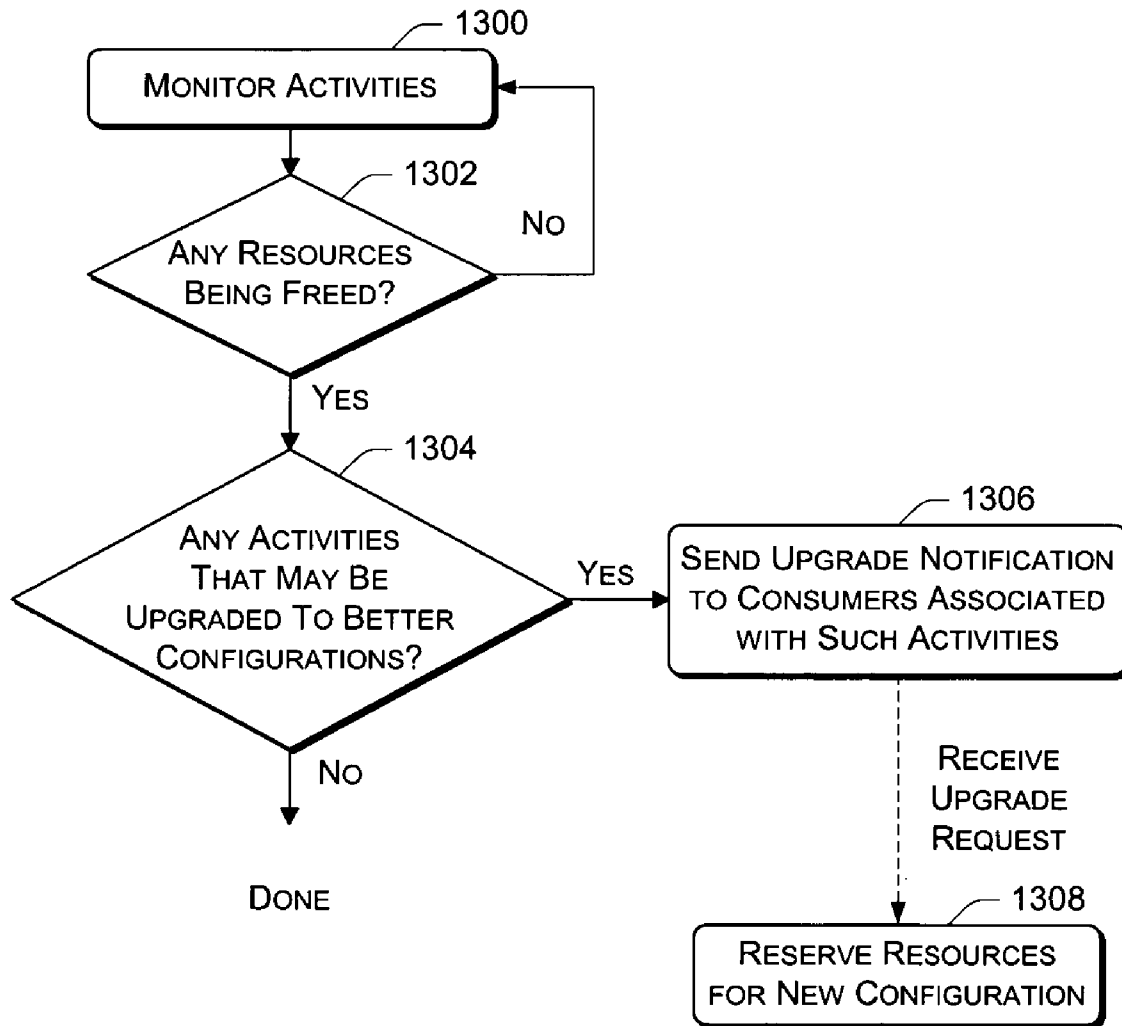 1300
MONITOR ACTIVITIES
1302
NO
ANY RESOURCES
BEING FREED?
YES
1304
ANY ACTIVITIES
THAT MAY BE
UPGRADED TO BETTER
CONFIGURATIONS?
YES
1306
SEND UPGRADE NOTIFICATION
TO CONSUMERS ASSOCIATED
WITH SUCH ACTIVITIES
NO
DONE
RECEIVE
UPGRADE
REQUEST
1308
RESERVE RESOURCES
FOR NEW CONFIGURATION